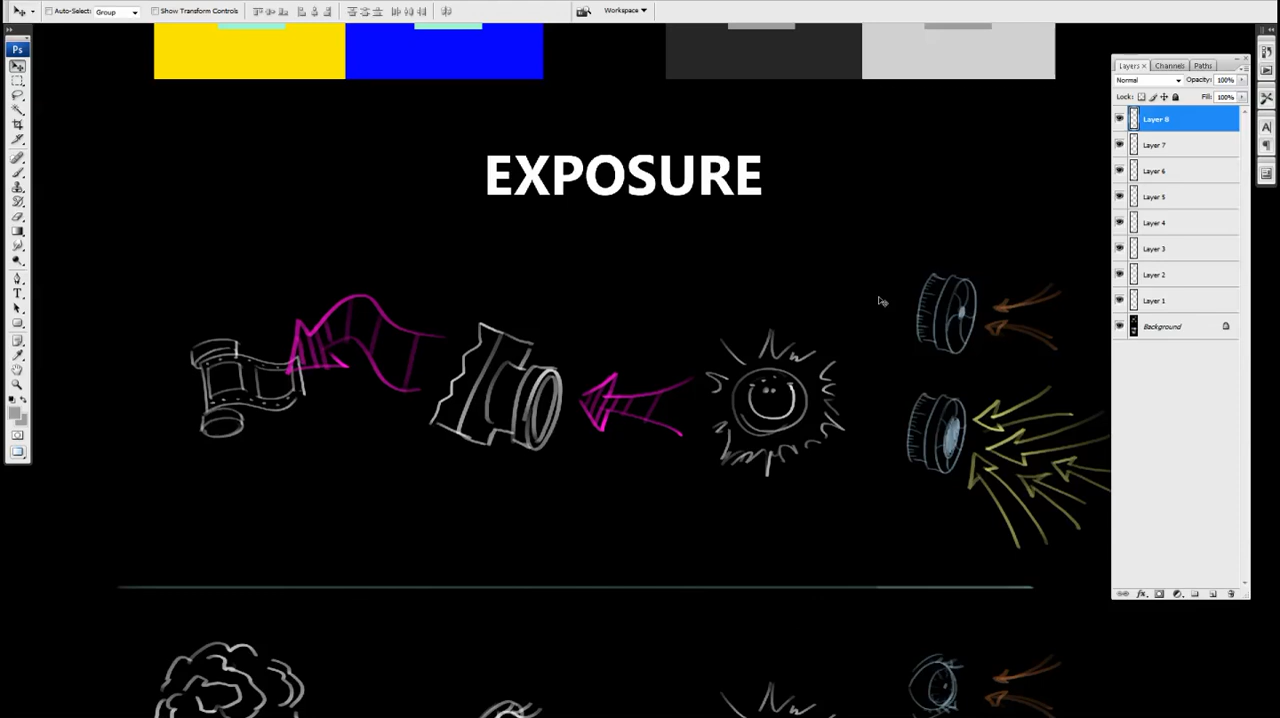 Auto-Select: Group Show Transform Controls Workspace
Ps
Layers Channels Paths
Normal Opacity: 100%
Lock: Fill: 100%
Layer 8
Layer 7
EXPOSURE
Layer 6
Layer 5
Layer 4
Layer 3
Layer 2
Layer 1
Background